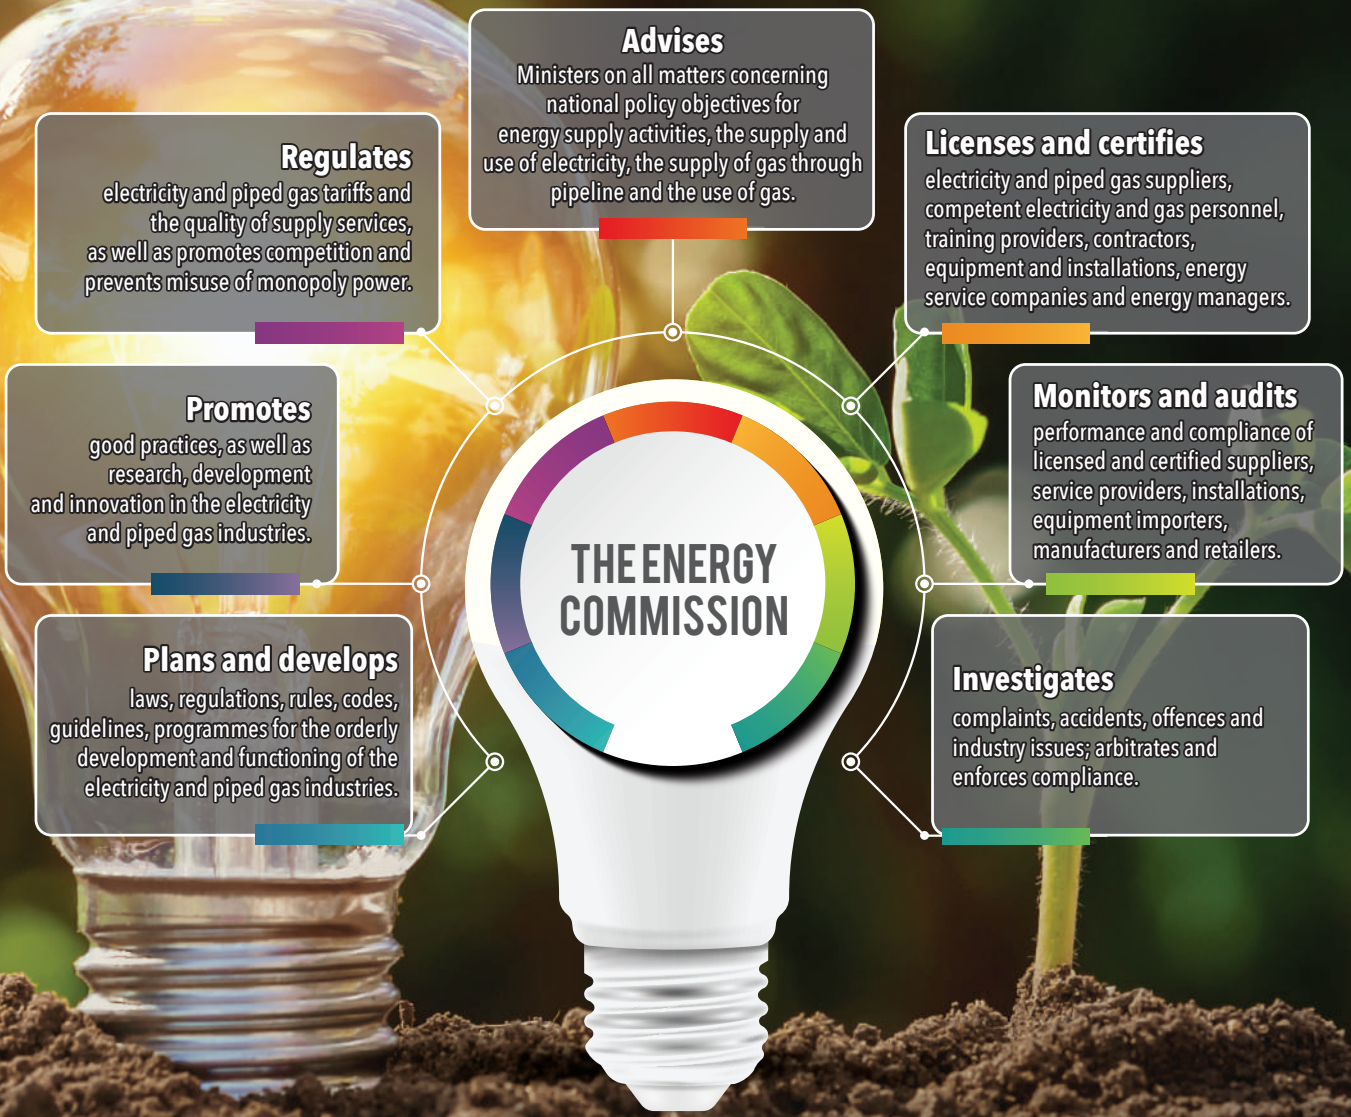 Advises
Ministers on all matters concerning
national policy objectives for
energy supply activities, the supply and
use of electricity, the supply of gas through
pipeline and the use of gas.
Regulates
electricity and piped gas tariffs and
the quality of supply services,
as well as promotes competition and
prevents misuse of monopoly power.
Licenses and certifies
electricity and piped gas suppliers,
competent electricity and gas personnel,
training providers, contractors,
equipment and installations, energy
service companies and energy managers.
Promotes
good practices, as well as
research, development
and innovation in the electricity
and piped gas industries.
Monitors and audits
performance and compliance of
licensed and certified suppliers,
service providers, installations,
equipment importers,
manufacturers and retailers.
THE ENERGY
COMMISSION
Plans and develops
laws, regulations, rules, codes,
guidelines, programmes for the orderly
development and functioning of the
electricity and piped gas industries.
Investigates
complaints, accidents, offences and
industry issues; arbitrates and
enforces compliance.